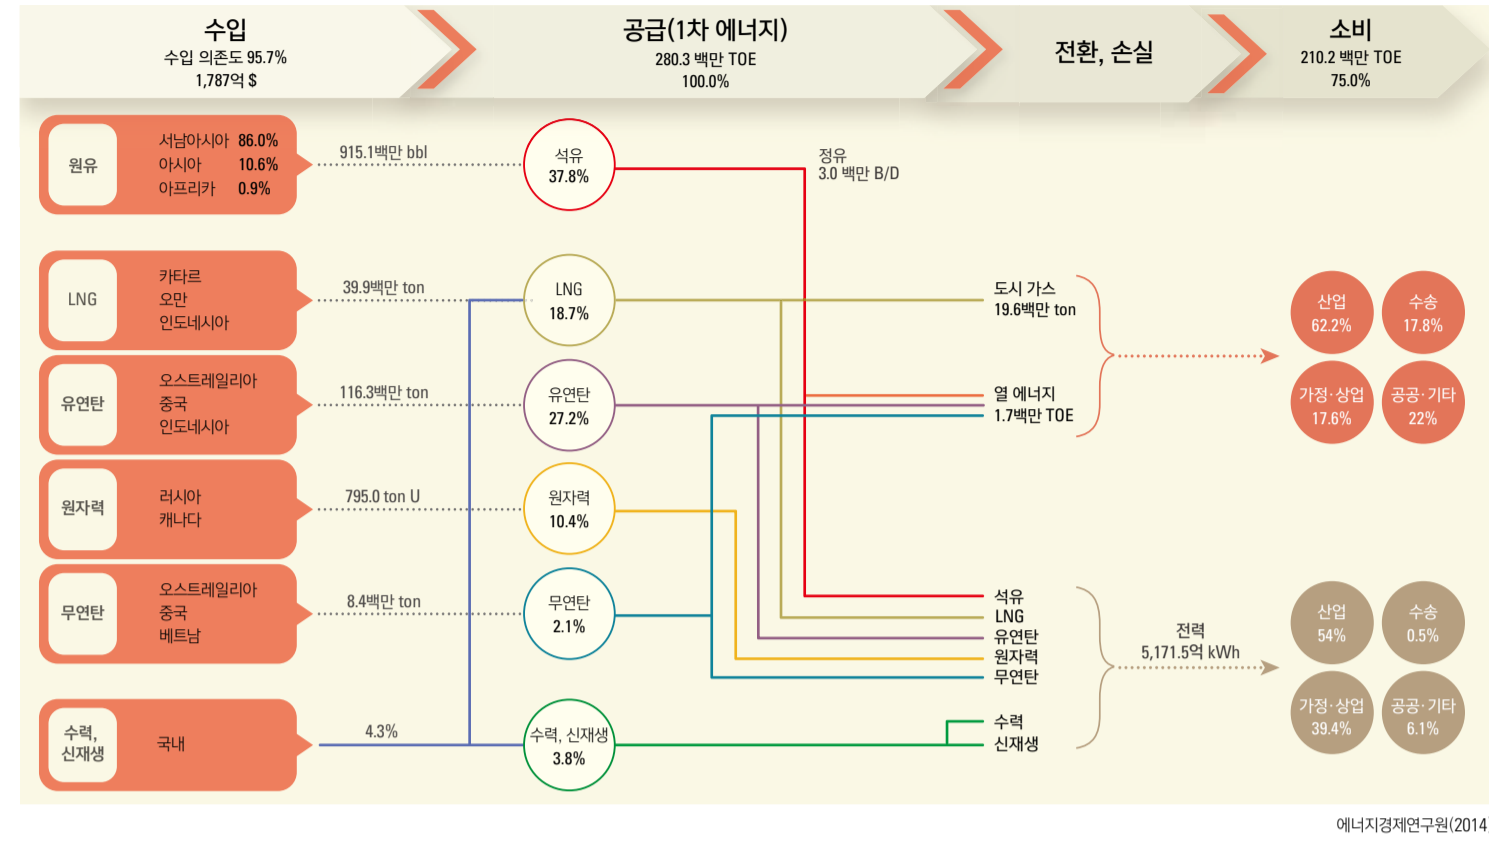 수입
수입 의존도 95.7%
1,787억 $
공급(1차 에너지)
280.3 백만 TOE
100.0%
전환, 손실
소비
210.2 백만 TOE
75.0%
원유
서남아시아 86.0%
아시아 10.6%
아프리카 0.9%
915.1백만 bbl
석유
37.8%
정유
3.0 백만 B/D
LNG
카타르
오만
인도네시아
39.9백만 ton
LNG
18.7%
도시 가스
19.6백만 ton
유연탄
오스트레일리아
중국
인도네시아
116.3백만 ton
유연탄
27.2%
열 에너지
1.7백만 TOE
산업
62.2%
수송
17.8%
가정·상업
17.6%
공공·기타
22%
원자력
러시아
캐나다
795.0 ton U
원자력
10.4%
무연탄
오스트레일리아
중국
베트남
8.4백만 ton
무연탄
2.1%
석유
LNG
유연탄
원자력
무연탄
수력,
신재생
국내
4.3%
수력, 신재생
3.8%
수력
신재생
전력
5,171.5억 kWh
산업
54%
수송
0.5%
가정·상업
39.4%
공공·기타
6.1%
에너지경제연구원(2014)